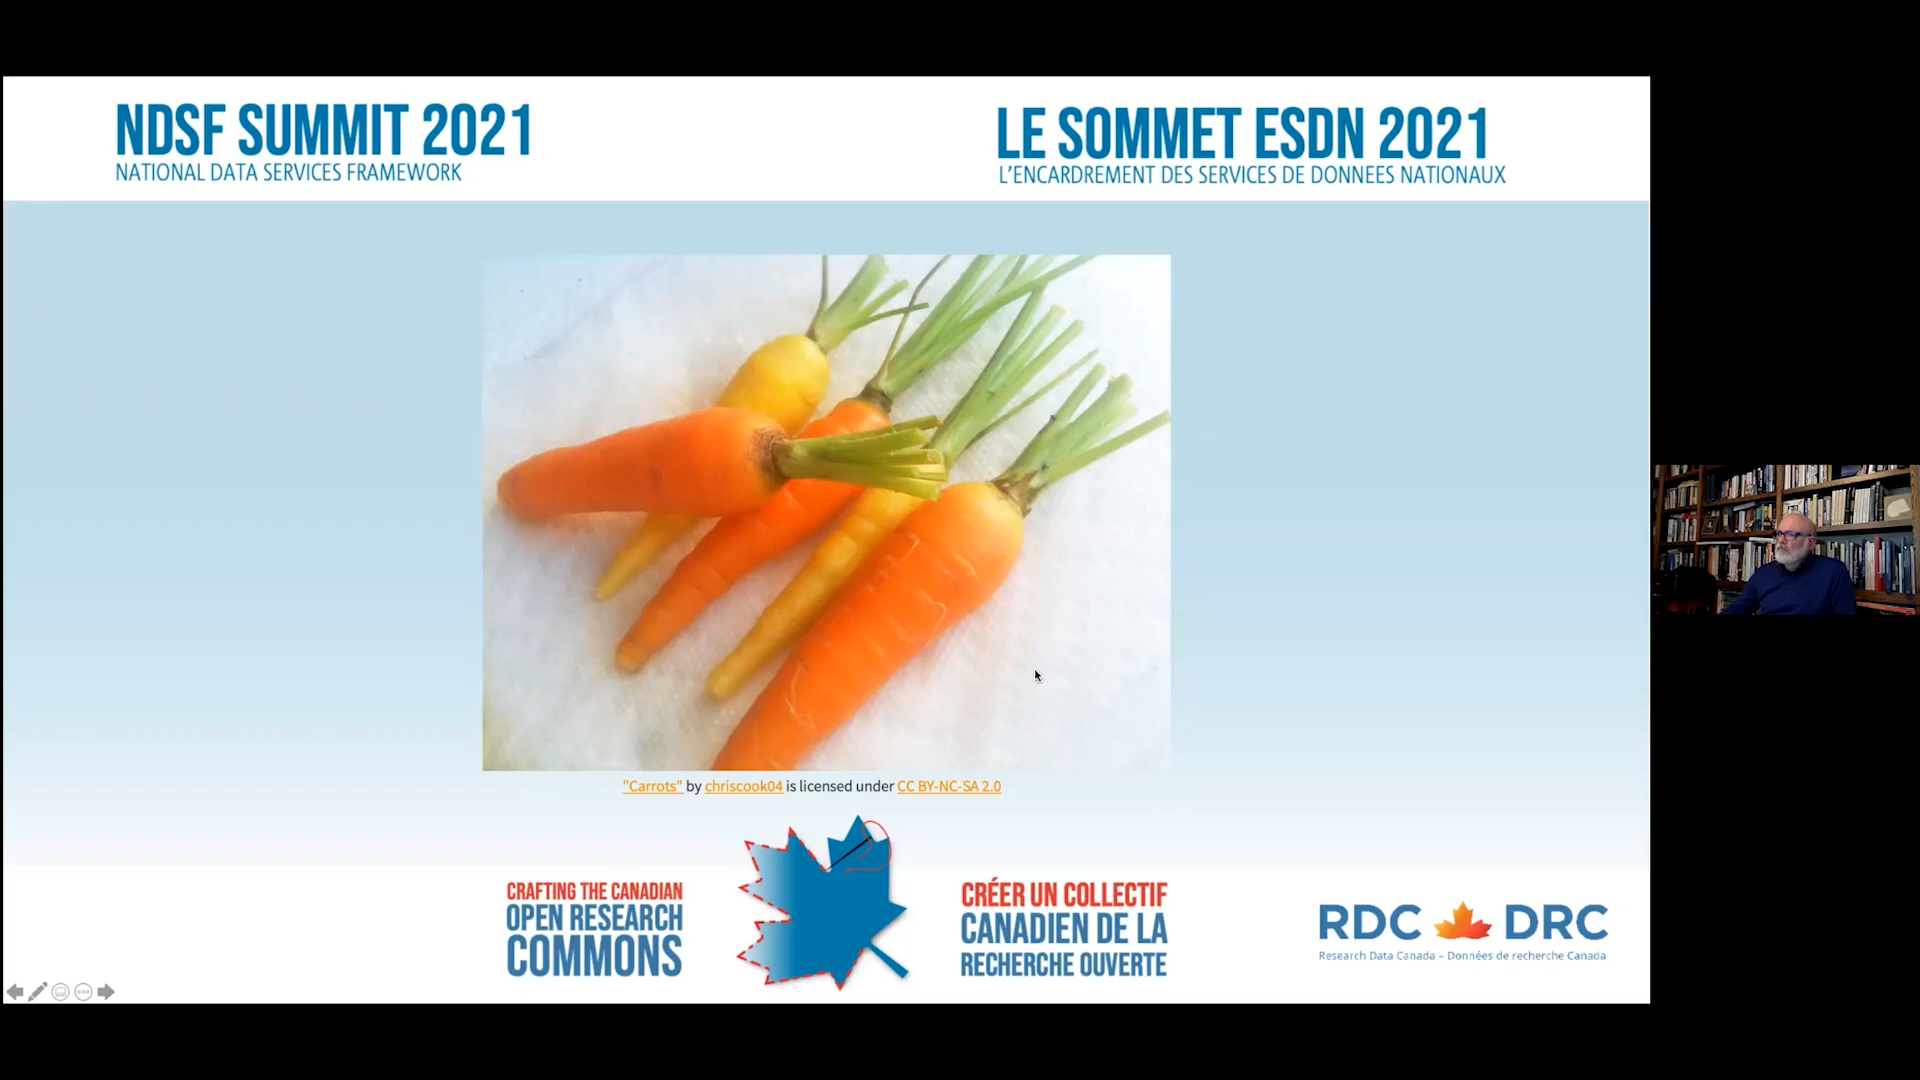 NDSF SUMMIT 2021
NATIONAL DATA SERVICES FRAMEWORK
LE SOMMET ESDN 2021
L'ENCARDREMENT DES SERVICES DE DONNEES NATIONAUX
"Carrots" by chriscook04 is licensed under CC BY-NC-SA 2.0
CRAFTING THE CANADIAN
OPEN RESEARCH
COMMONS
CRÉER UN COLLECTIF
CANADIEN DE LA
RECHERCHE OUVERTE
RDC DRC
Research Data Canada – Données de recherche Canada